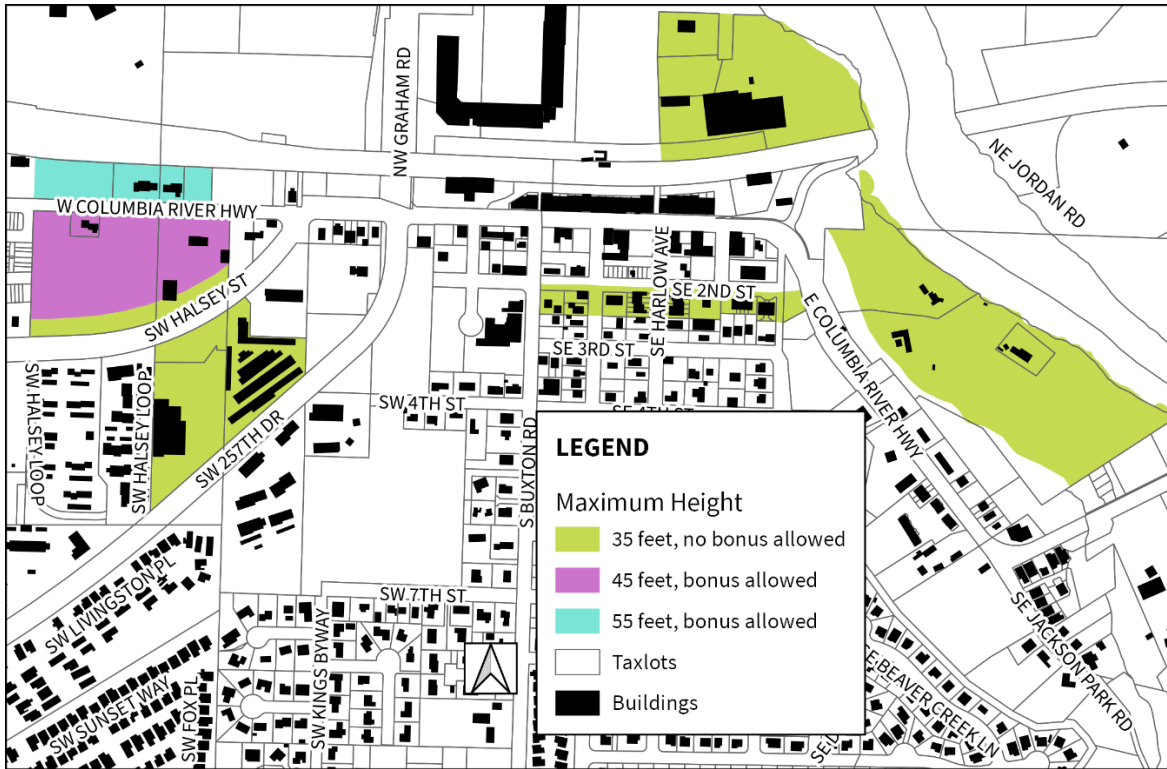 NW GRAHAM RD
NE JORDAN RD
W COLUMBIA RIVER HWY
SE HARLOW AVE
SE 2ND ST
SW HALSEY ST
E COLUMBIA RIVER HWY
SE 3RD ST
SW HALSEY LOOP
SW HALSEY LOOP
SW 257TH DR
SW 4TH ST
SE 4TH ST
S BUXTON RD
LEGEND
Maximum Height
35 feet, no bonus allowed
45 feet, bonus allowed
55 feet, bonus allowed
Taxlots
Buildings
SW LIVINGSTON PL
SW 7TH ST
SW KINGS BYWAY
SW SUNSET WAY
SW FOX PL
SE JACKSON PARK RD
E BEAVER CREEK LN